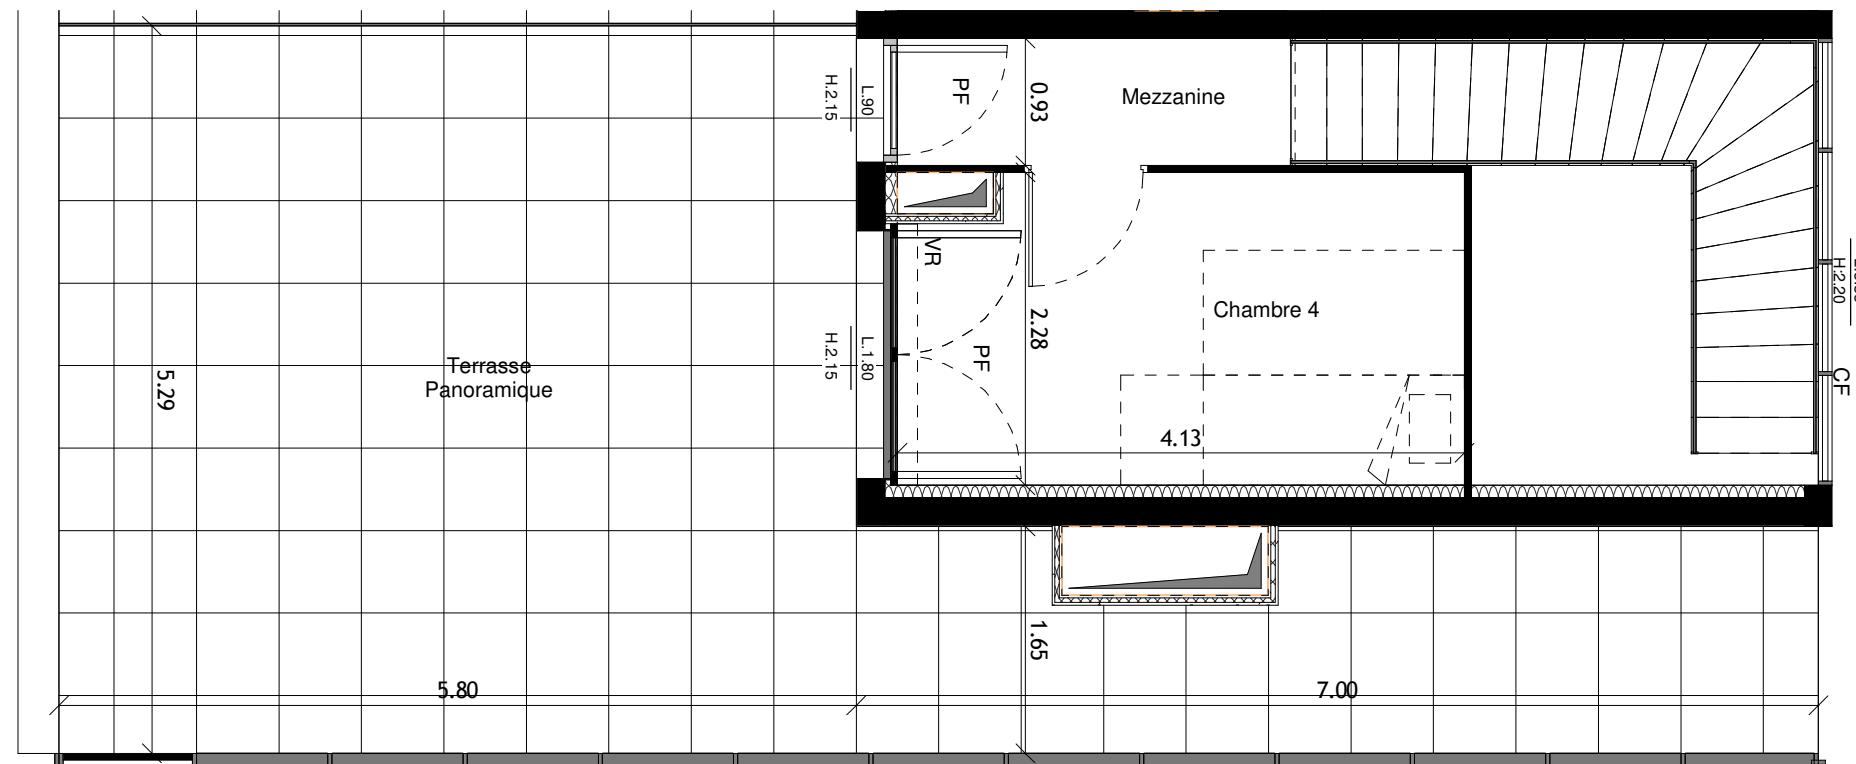 PF
L.90
H.2.15
0.93
Mezzanine
VR
2.28
Chambre 4
H:2.20
CF
L.1.80
H.2.15
PF
Terrasse
Panoramique
5.29
4.13
1.65
5.80
7.00